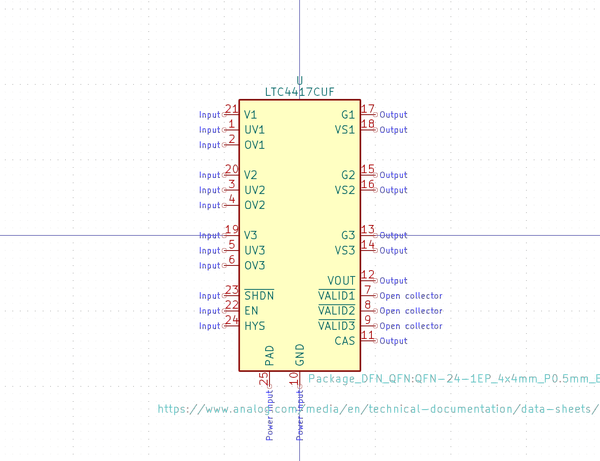 U
LTC4417CUF
Input 21 V1 G1 17 Output
Input 1 UV1 VS1 18 Output
Input 2 OV1
Input 20 V2 G2 15 Output
Input 3 UV2 VS2 16 Output
Input 4 OV2
Input 19 V3 G3 13 Output
Input 5 UV3 VS3 14 Output
Input 6 OV3
VOUT 12 Output
Input 23 SHDN VALID1 7 Open collector
Input 22 EN VALID2 8 Open collector
Input 24 HYS VALID3 9 Open collector
CAS 11 Output
PAD GND
25 10
Package_DFN_QFN:QFN-24-1EP_4x4mm_P0.5mm_E
Power input Power input
https://www.analog.com/media/en/technical-documentation/data-sheets/